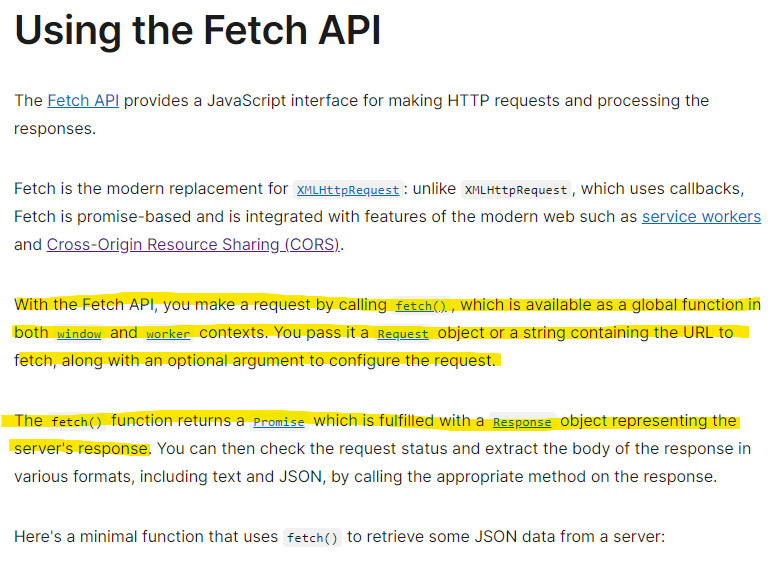 Using the Fetch API
The Fetch API provides a JavaScript interface for making HTTP requests and processing the
responses.
Fetch is the modern replacement for XMLHttpRequest: unlike XMLHttpRequest, which uses callbacks,
Fetch is promise-based and is integrated with features of the modern web such as service workers
and Cross-Origin Resource Sharing (CORS).
With the Fetch API, you make a request by calling fetch(), which is available as a global function in
both window and worker contexts. You pass it a Request object or a string containing the URL to
fetch, along with an optional argument to configure the request.
The fetch() function returns a Promise which is fulfilled with a Response object representing the
server's response. You can then check the request status and extract the body of the response in
various formats, including text and JSON, by calling the appropriate method on the response.
Here's a minimal function that uses fetch() to retrieve some JSON data from a server: